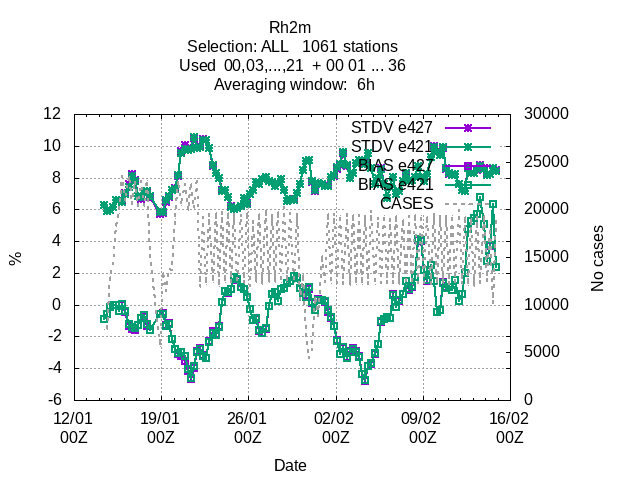 Rh2m
Selection: ALL   1061 stations
Used  00,03,...,21  + 00 01 ... 36
Averaging window:  6h
12 30000
STDV e427
10 STDV e421 25000
BIAS e427
8 BIAS e421
CASES
6 20000
4 15000
% No cases
2
0 10000
-2
-4 5000
-6 0
12/01 19/01 26/01 02/02 09/02 16/02
00Z 00Z 00Z 00Z 00Z 00Z
Date